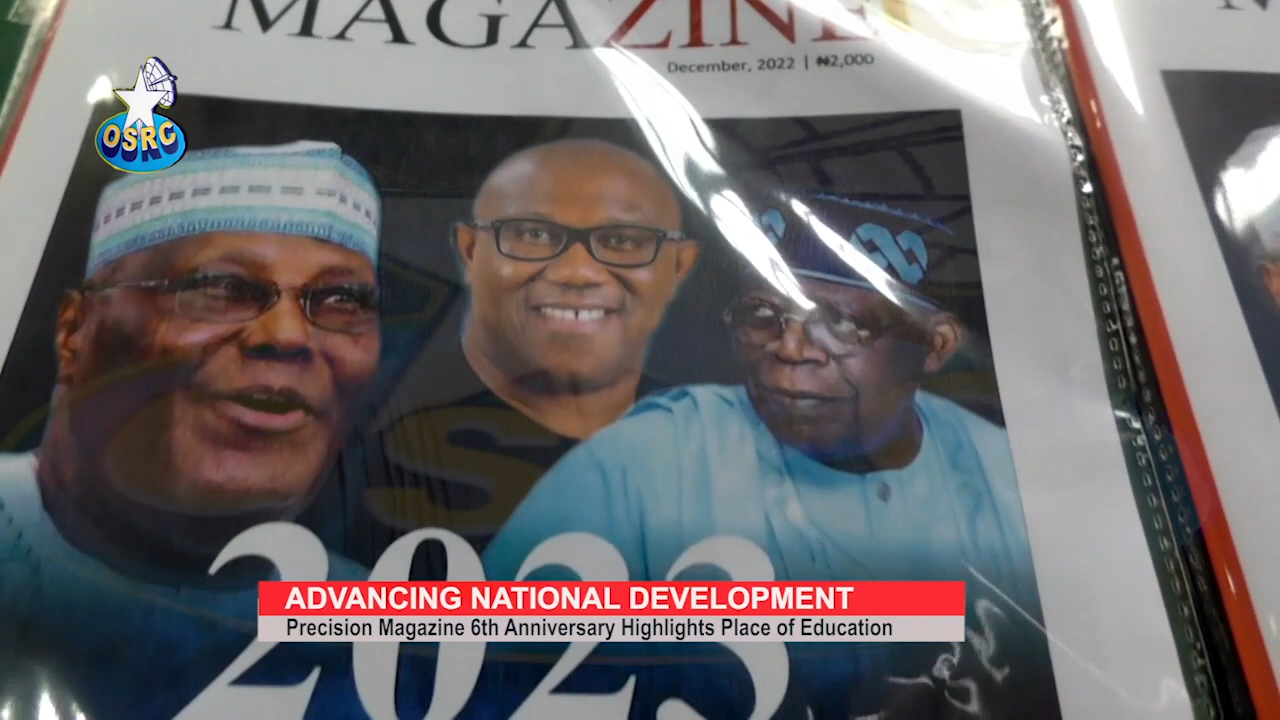 MAGAZINE
December, 2022 | ₦2,000
OSRC
2023
ADVANCING NATIONAL DEVELOPMENT
Precision Magazine 6th Anniversary Highlights Place of Education